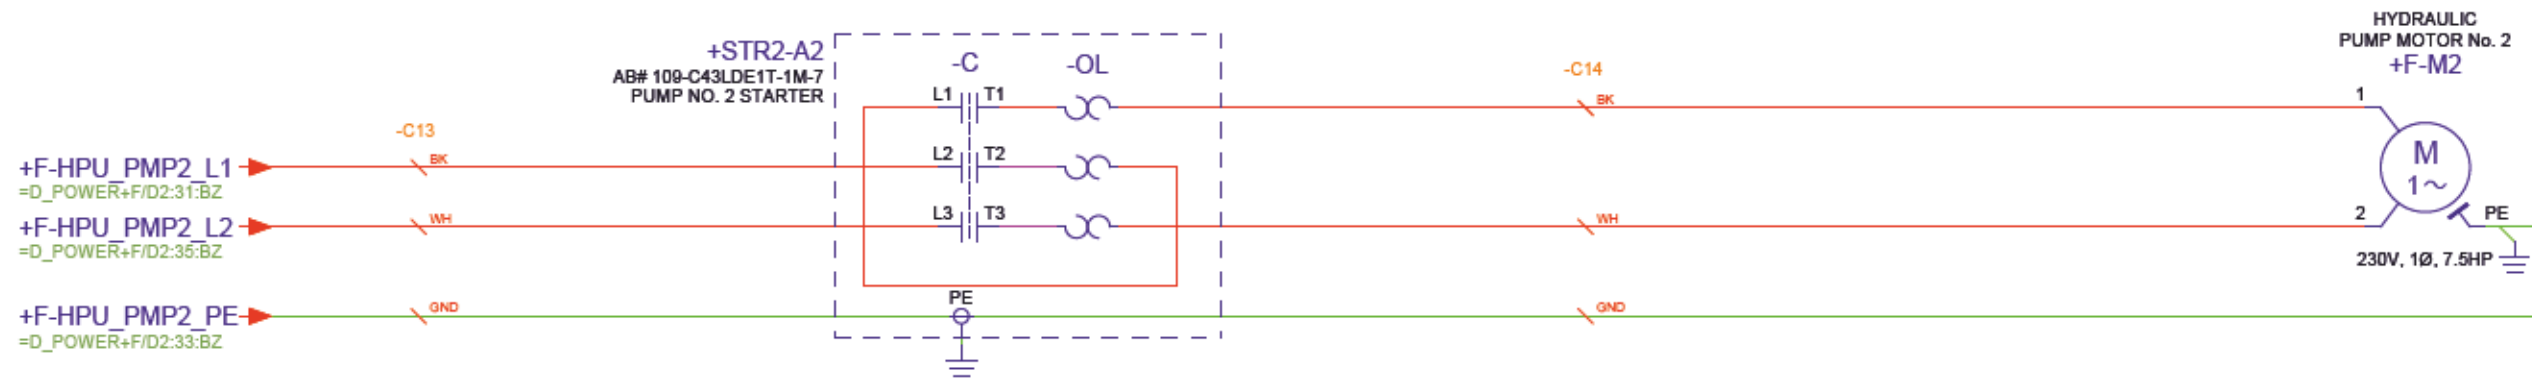 HYDRAULIC
PUMP MOTOR No. 2
+F-M2
+STR2-A2
AB# 109-C43LDE1T-1M-7
PUMP NO. 2 STARTER
-C
-OL
-C14
L1
T1
BK
1
-C13
+F-HPU_PMP2_L1
=D_POWER+F/D2:31:BZ
BK
L2
T2
M
1~
+F-HPU_PMP2_L2
=D_POWER+F/D2:35:BZ
WH
L3
T3
WH
2
PE
230V, 1Ø, 7.5HP
+F-HPU_PMP2_PE
=D_POWER+F/D2:33:BZ
GND
PE
GND